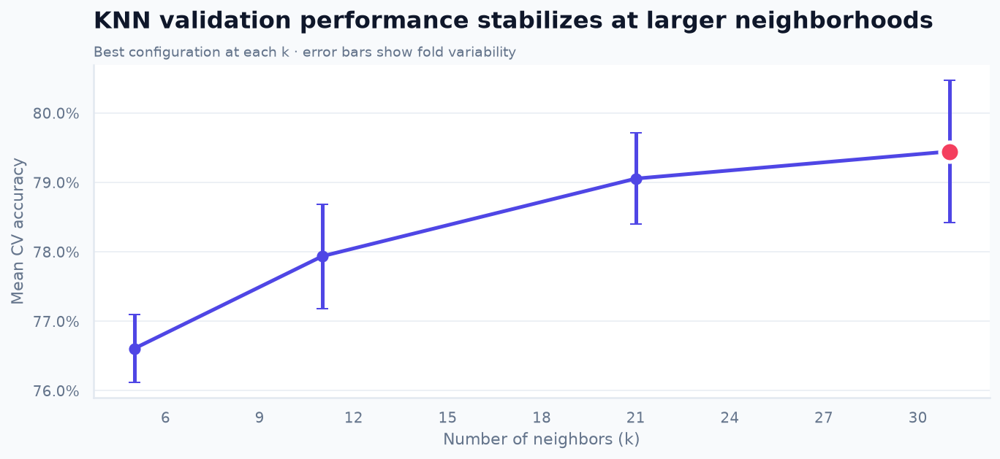 KNN validation performance stabilizes at larger neighborhoods
Best configuration at each k · error bars show fold variability
80.0%
79.0%
78.0%
77.0%
76.0%
Mean CV accuracy
6 9 12 15 18 21 24 27 30
Number of neighbors (k)